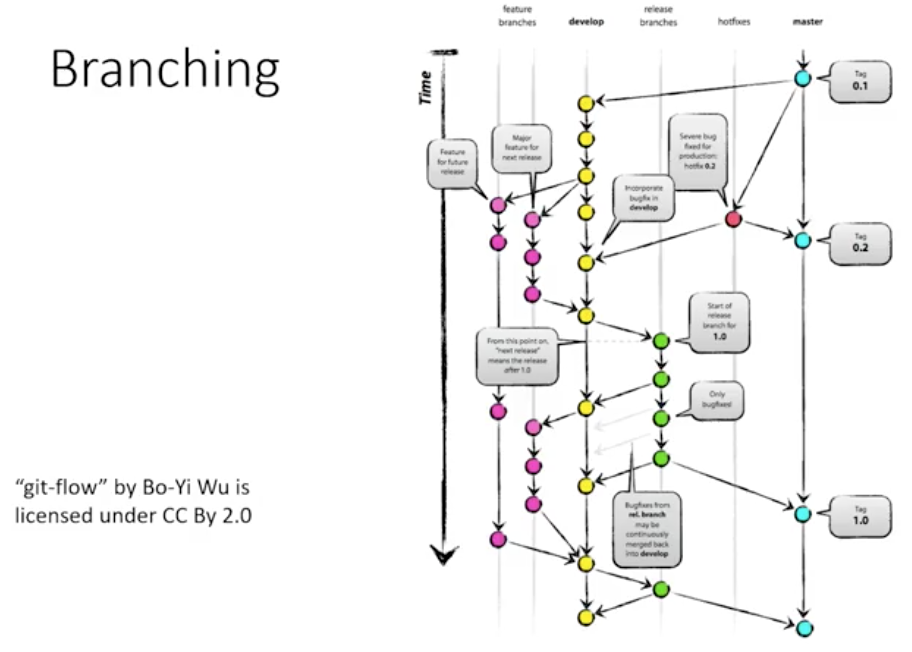 Branching
feature
branches
develop
release
branches
hotfixes
master
Time
Tag
0.1
Feature
for future
release
Major
feature for
next release
Severe bug
fixed for
production:
hotfix 0.2
Incorporate
bugfix in
develop
Tag
0.2
Start of
release
branch for
1.0
From this point on,
"next release"
means the release
after 1.0
Only
bugfixes!
“git-flow” by Bo-Yi Wu is
licensed under CC By 2.0
Bugfixes from
rel. branch
may be
continuously
merged back
into develop
Tag
1.0